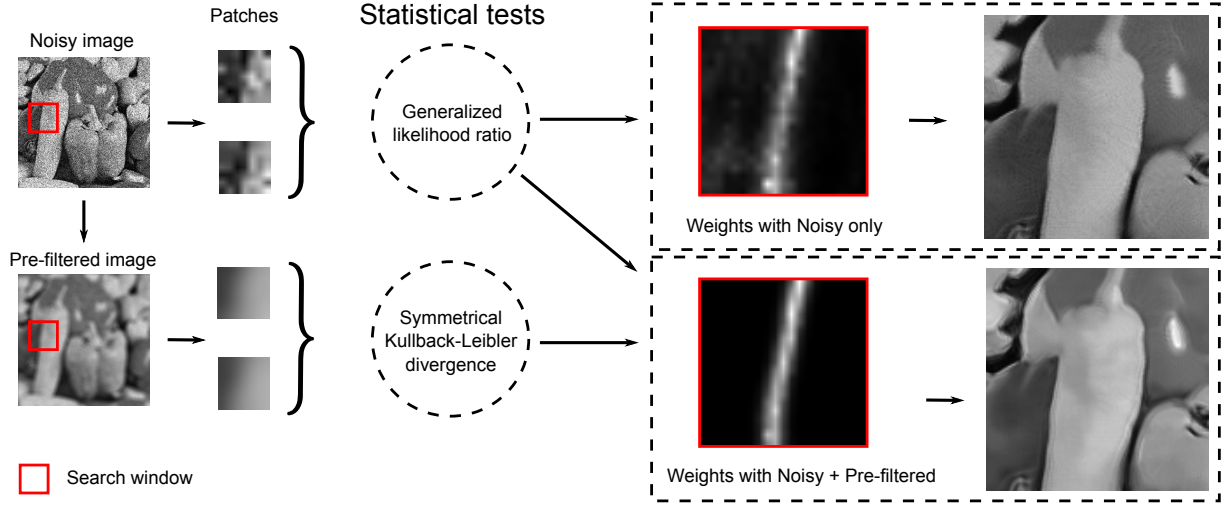 Statistical tests
Patches
Noisy image
Generalized
likelihood ratio
Weights with Noisy only
Pre-filtered image
Symmetrical
Kullback-Leibler
divergence
Weights with Noisy + Pre-filtered
Search window